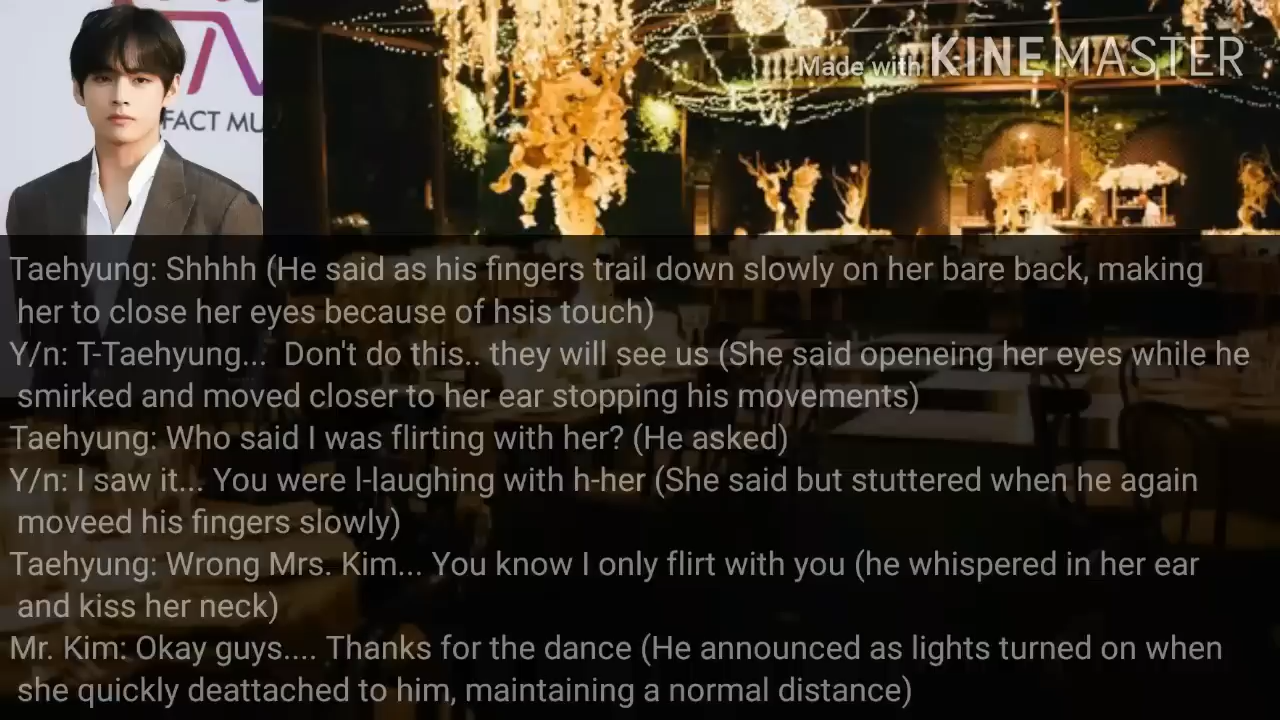 Made with KINEMASTER
FACT MU
Taehyung: Shhhh (He said as his fingers trail down slowly on her bare back, making
her to close her eyes because of hsis touch)
Y/n: T-Taehyung... Don't do this.. they will see us (She said openeing her eyes while he
smirked and moved closer to her ear stopping his movements)
Taehyung: Who said I was flirting with her? (He asked)
Y/n: I saw it... You were l-laughing with h-her (She said but stuttered when he again
moveed his fingers slowly)
Taehyung: Wrong Mrs. Kim... You know I only flirt with you (he whispered in her ear
and kiss her neck)
Mr. Kim: Okay guys.... Thanks for the dance (He announced as lights turned on when
she quickly deattached to him, maintaining a normal distance)